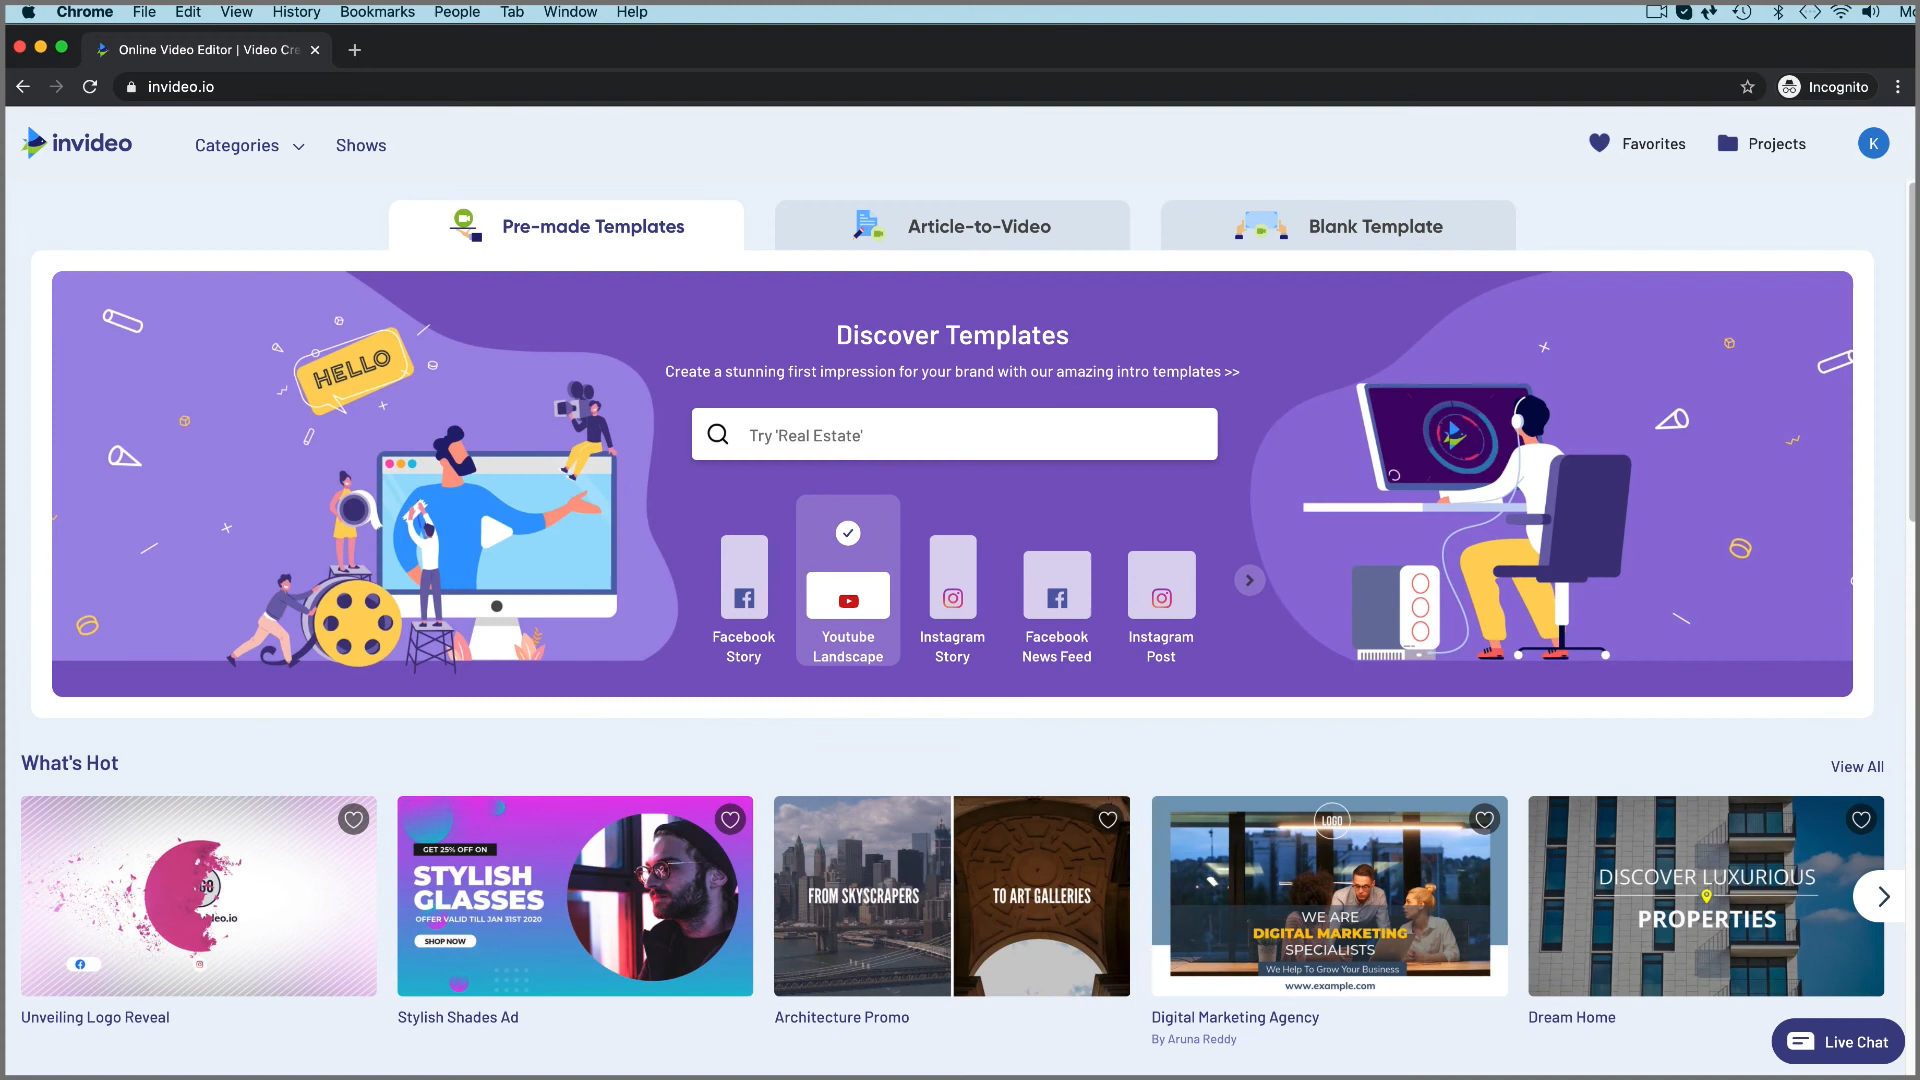 Chrome File Edit View History Bookmarks People Tab Window Help
Online Video Editor | Video Cre
invideo.io
Incognito
invideo
Categories
Shows
Favorites
Projects
K
Pre-made Templates
Article-to-Video
Blank Template
HELLO
Discover Templates
Create a stunning first impression for your brand with our amazing intro templates >>
Try 'Real Estate'
Facebook
Story
Youtube
Landscape
Instagram
Story
Facebook
News Feed
Instagram
Post
What's Hot
View All
GET 25% OFF ON
STYLISH
GLASSES
OFFER VALID TILL JAN 31ST 2020
SHOP NOW
FROM SKYSCRAPERS
TO ART GALLERIES
LOGO
WE ARE
DIGITAL MARKETING
SPECIALISTS
We Help To Grow Your Business
www.example.com
DISCOVER LUXURIOUS
PROPERTIES
Unveiling Logo Reveal
Stylish Shades Ad
Architecture Promo
Digital Marketing Agency
By Aruna Reddy
Dream Home
Live Chat